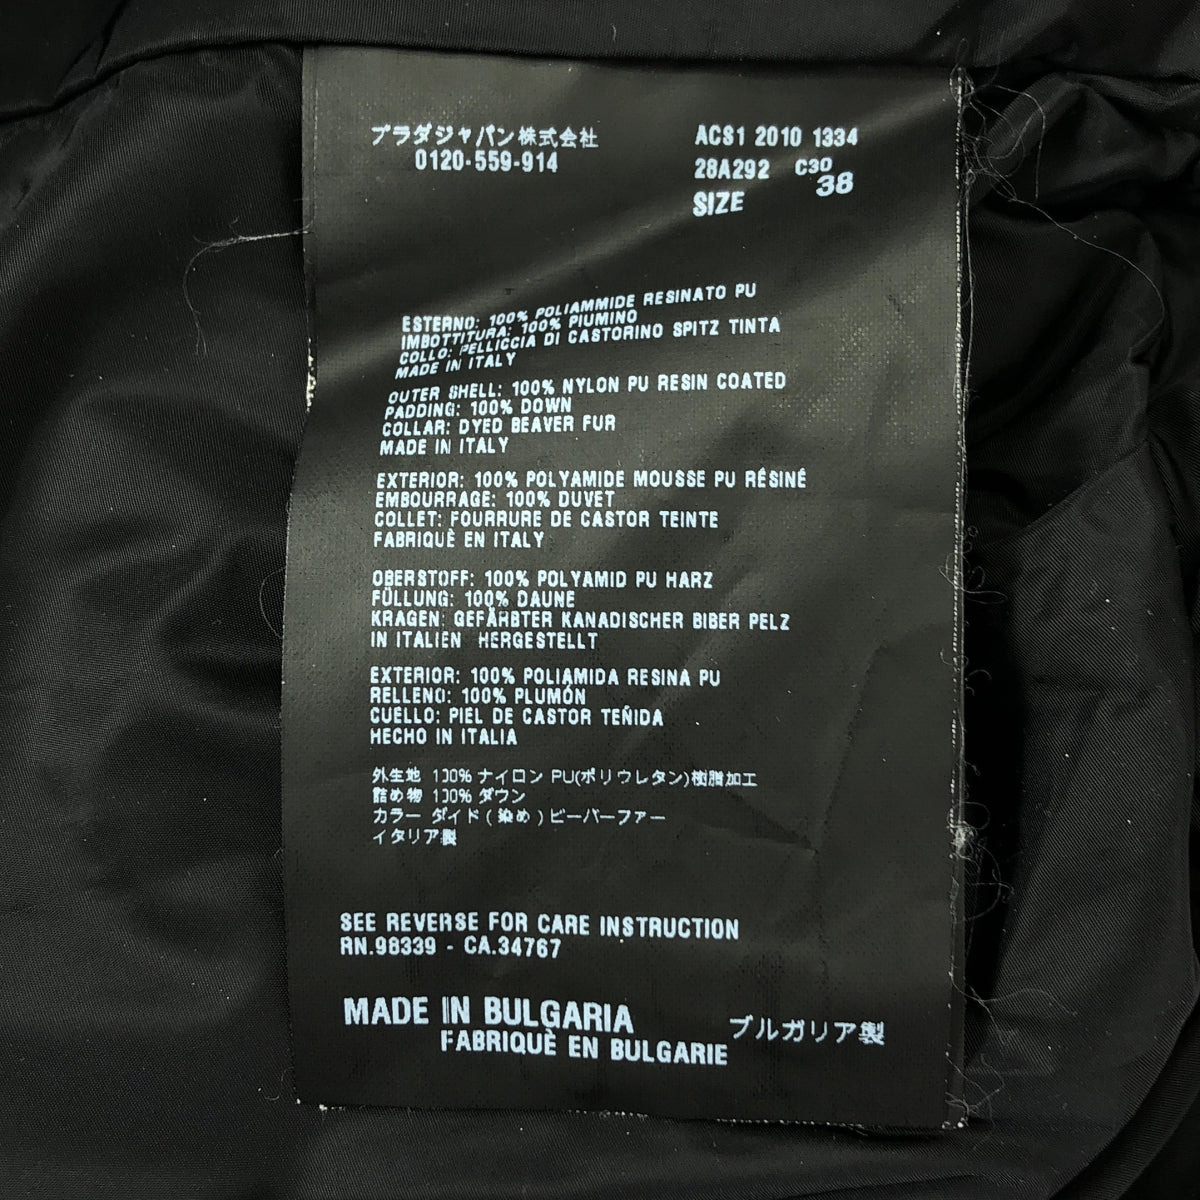 プラダジャパン株式会社
0120-559-914
ACS1 2010 1334
28A292 C30
SIZE 38
ESTERNO: 100% POLIAMMIDE RESINATO PU
IMBOTTITURA: 100% PIUMINO
COLLO: PELLICCIA DI CASTORINO SPITZ TINTA
MADE IN ITALY
OUTER SHELL: 100% NYLON PU RESIN COATED
PADDING: 100% DOWN
COLLAR: DYED BEAVER FUR
MADE IN ITALY
EXTERIOR: 100% POLYAMIDE MOUSSE PU RÉSINÉ
EMBOURRAGE: 100% DUVET
COLLET: FOURRURE DE CASTOR TEINTE
FABRIQUÈ EN ITALY
OBERSTOFF: 100% POLYAMID PU HARZ
FÜLLUNG: 100% DAUNE
KRAGEN: GEFÄRBTER KANADISCHER BIBER PELZ
IN ITALIEN HERGESTELLT
EXTERIOR: 100% POLIAMIDA RESINA PU
RELLENO: 100% PLUMÓN
CUELLO: PIEL DE CASTOR TEÑIDA
HECHO IN ITALIA
外生地 100% ナイロン PU(ポリウレタン)樹脂加工
詰め物 100% ダウン
カラー ダイド(染め)ビーバーファー
イタリア製
SEE REVERSE FOR CARE INSTRUCTION
RN.98339 - CA.34767
MADE IN BULGARIA
FABRIQUÈ EN BULGARIE
ブルガリア製